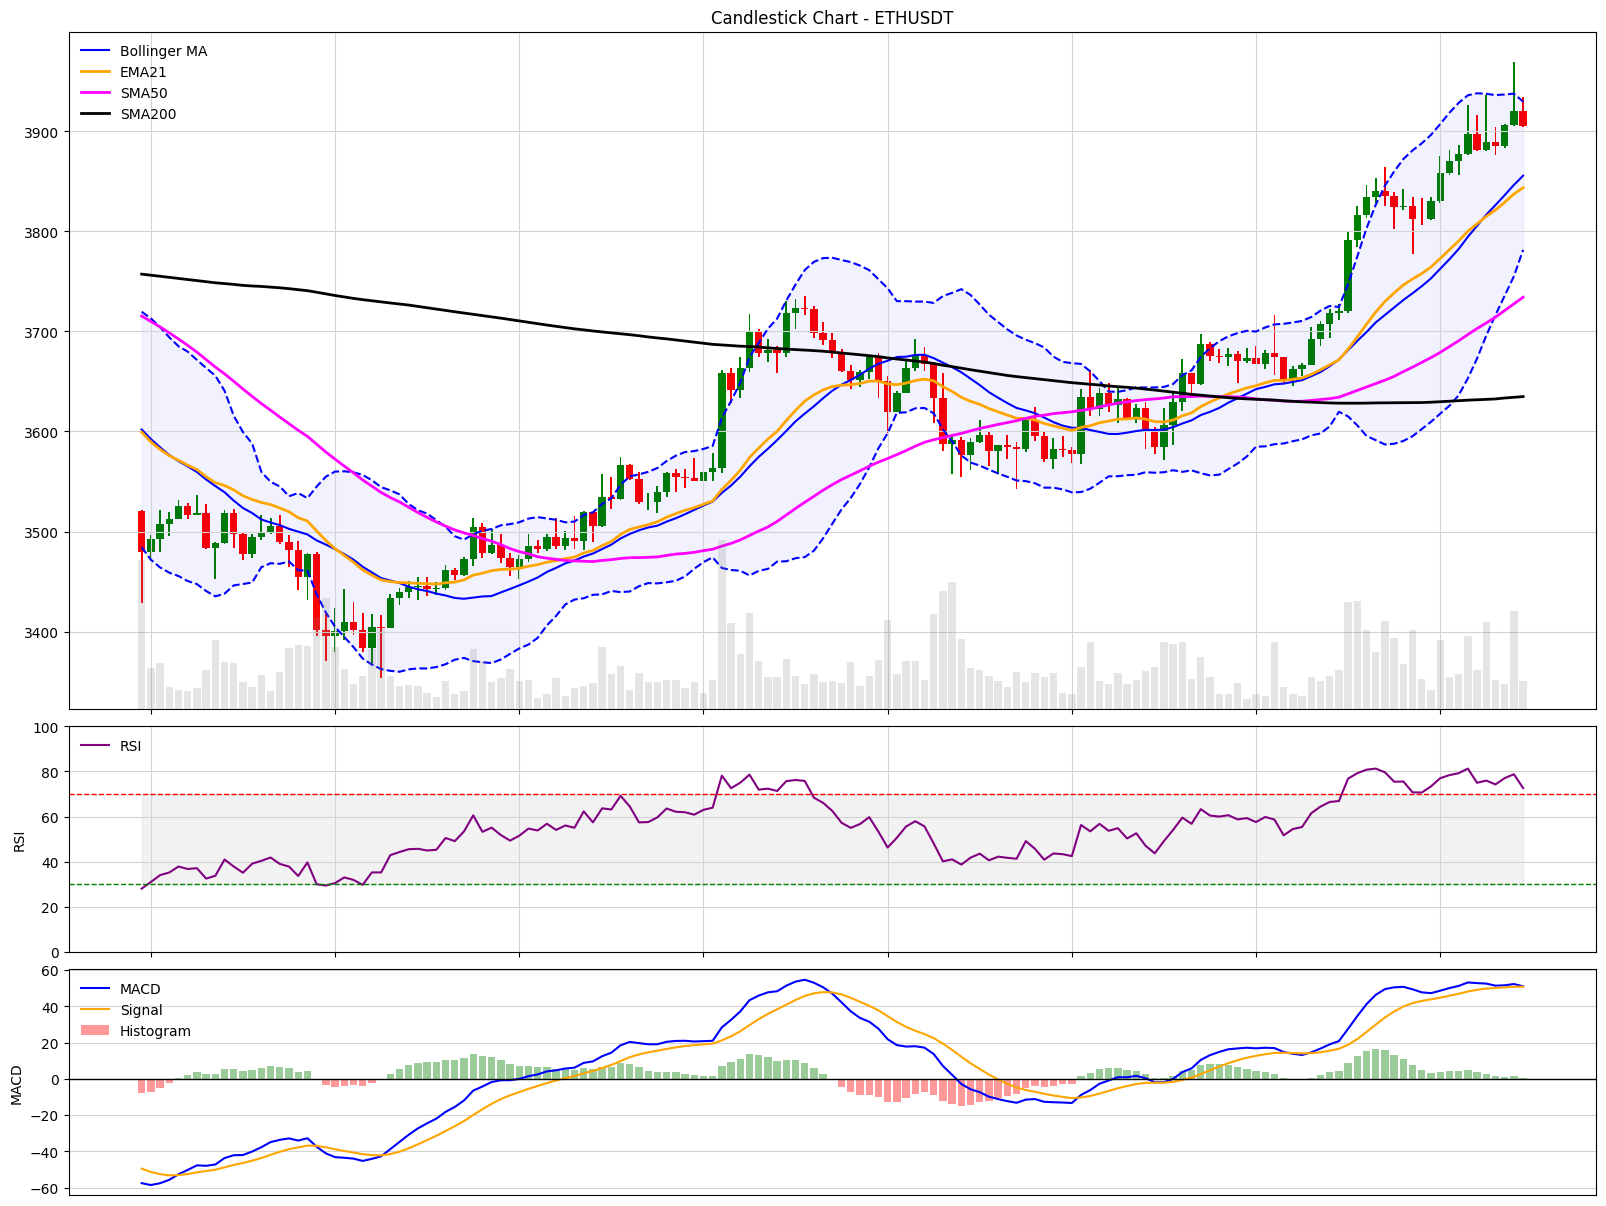 Candlestick Chart - ETHUSDT
Bollinger MA
EMA21
SMA50
SMA200
3900
3800
3700
3600
3500
3400
RSI
100
80
60
40
20
0
RSI
MACD
Signal
Histogram
60
40
20
0
−20
−40
−60
MACD